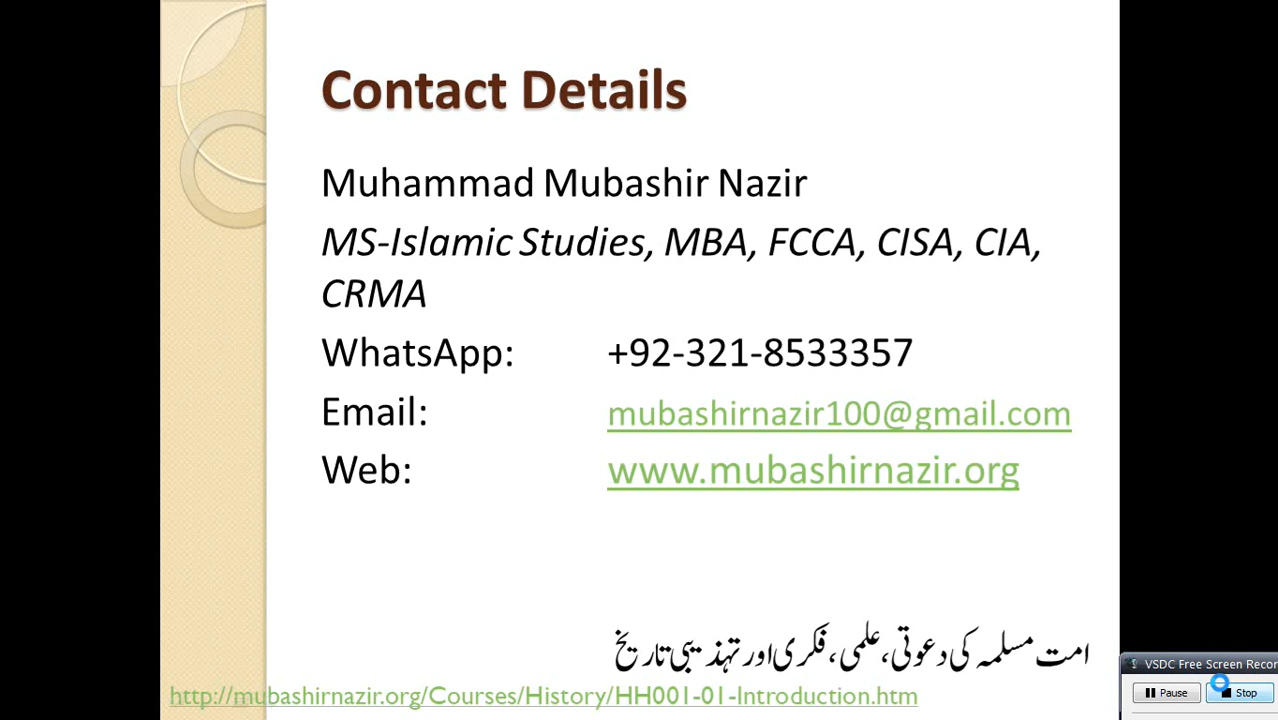 Contact Details
Muhammad Mubashir Nazir
MS-Islamic Studies, MBA, FCCA, CISA, CIA,
CRMA
WhatsApp: +92-321-8533357
Email: mubashirnazir100@gmail.com
Web: www.mubashirnazir.org
امت مسلمہ کی دعوتی، علمی، فکری اور تہذیبی تاریخ
VSDC Free Screen Recor
http://mubashirnazir.org/Courses/History/HH001-01-Introduction.htm
Pause Stop